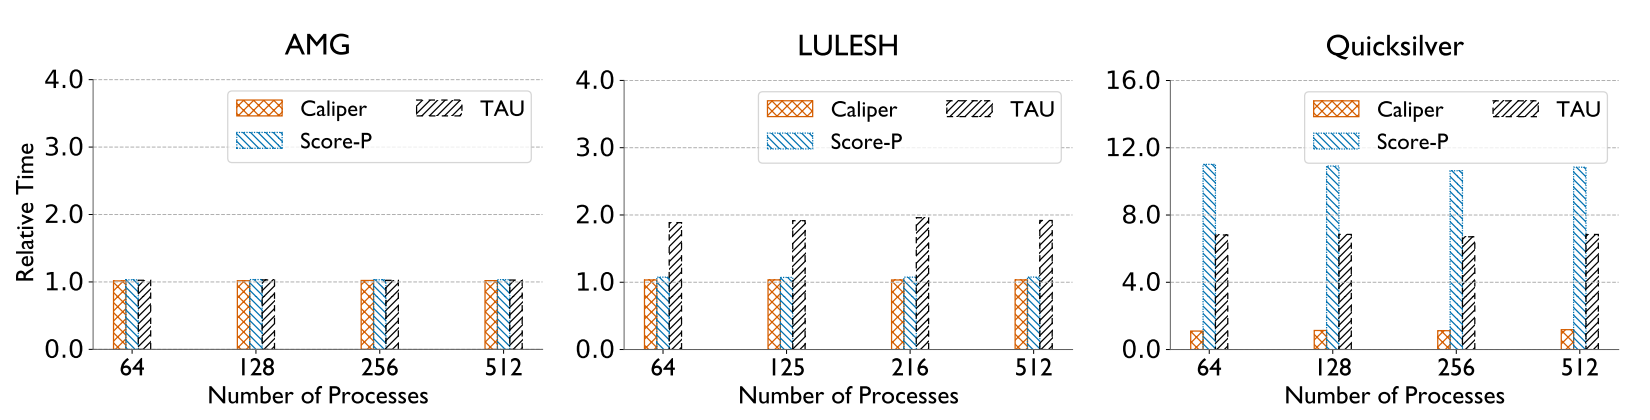 AMG
4.0
3.0
2.0
1.0
0.0
Relative Time
Caliper
Score-P
TAU
64 128 256 512
Number of Processes
LULESH
4.0
3.0
2.0
1.0
0.0
Caliper
Score-P
TAU
64 125 216 512
Number of Processes
Quicksilver
16.0
12.0
8.0
4.0
0.0
Caliper
Score-P
TAU
64 128 256 512
Number of Processes